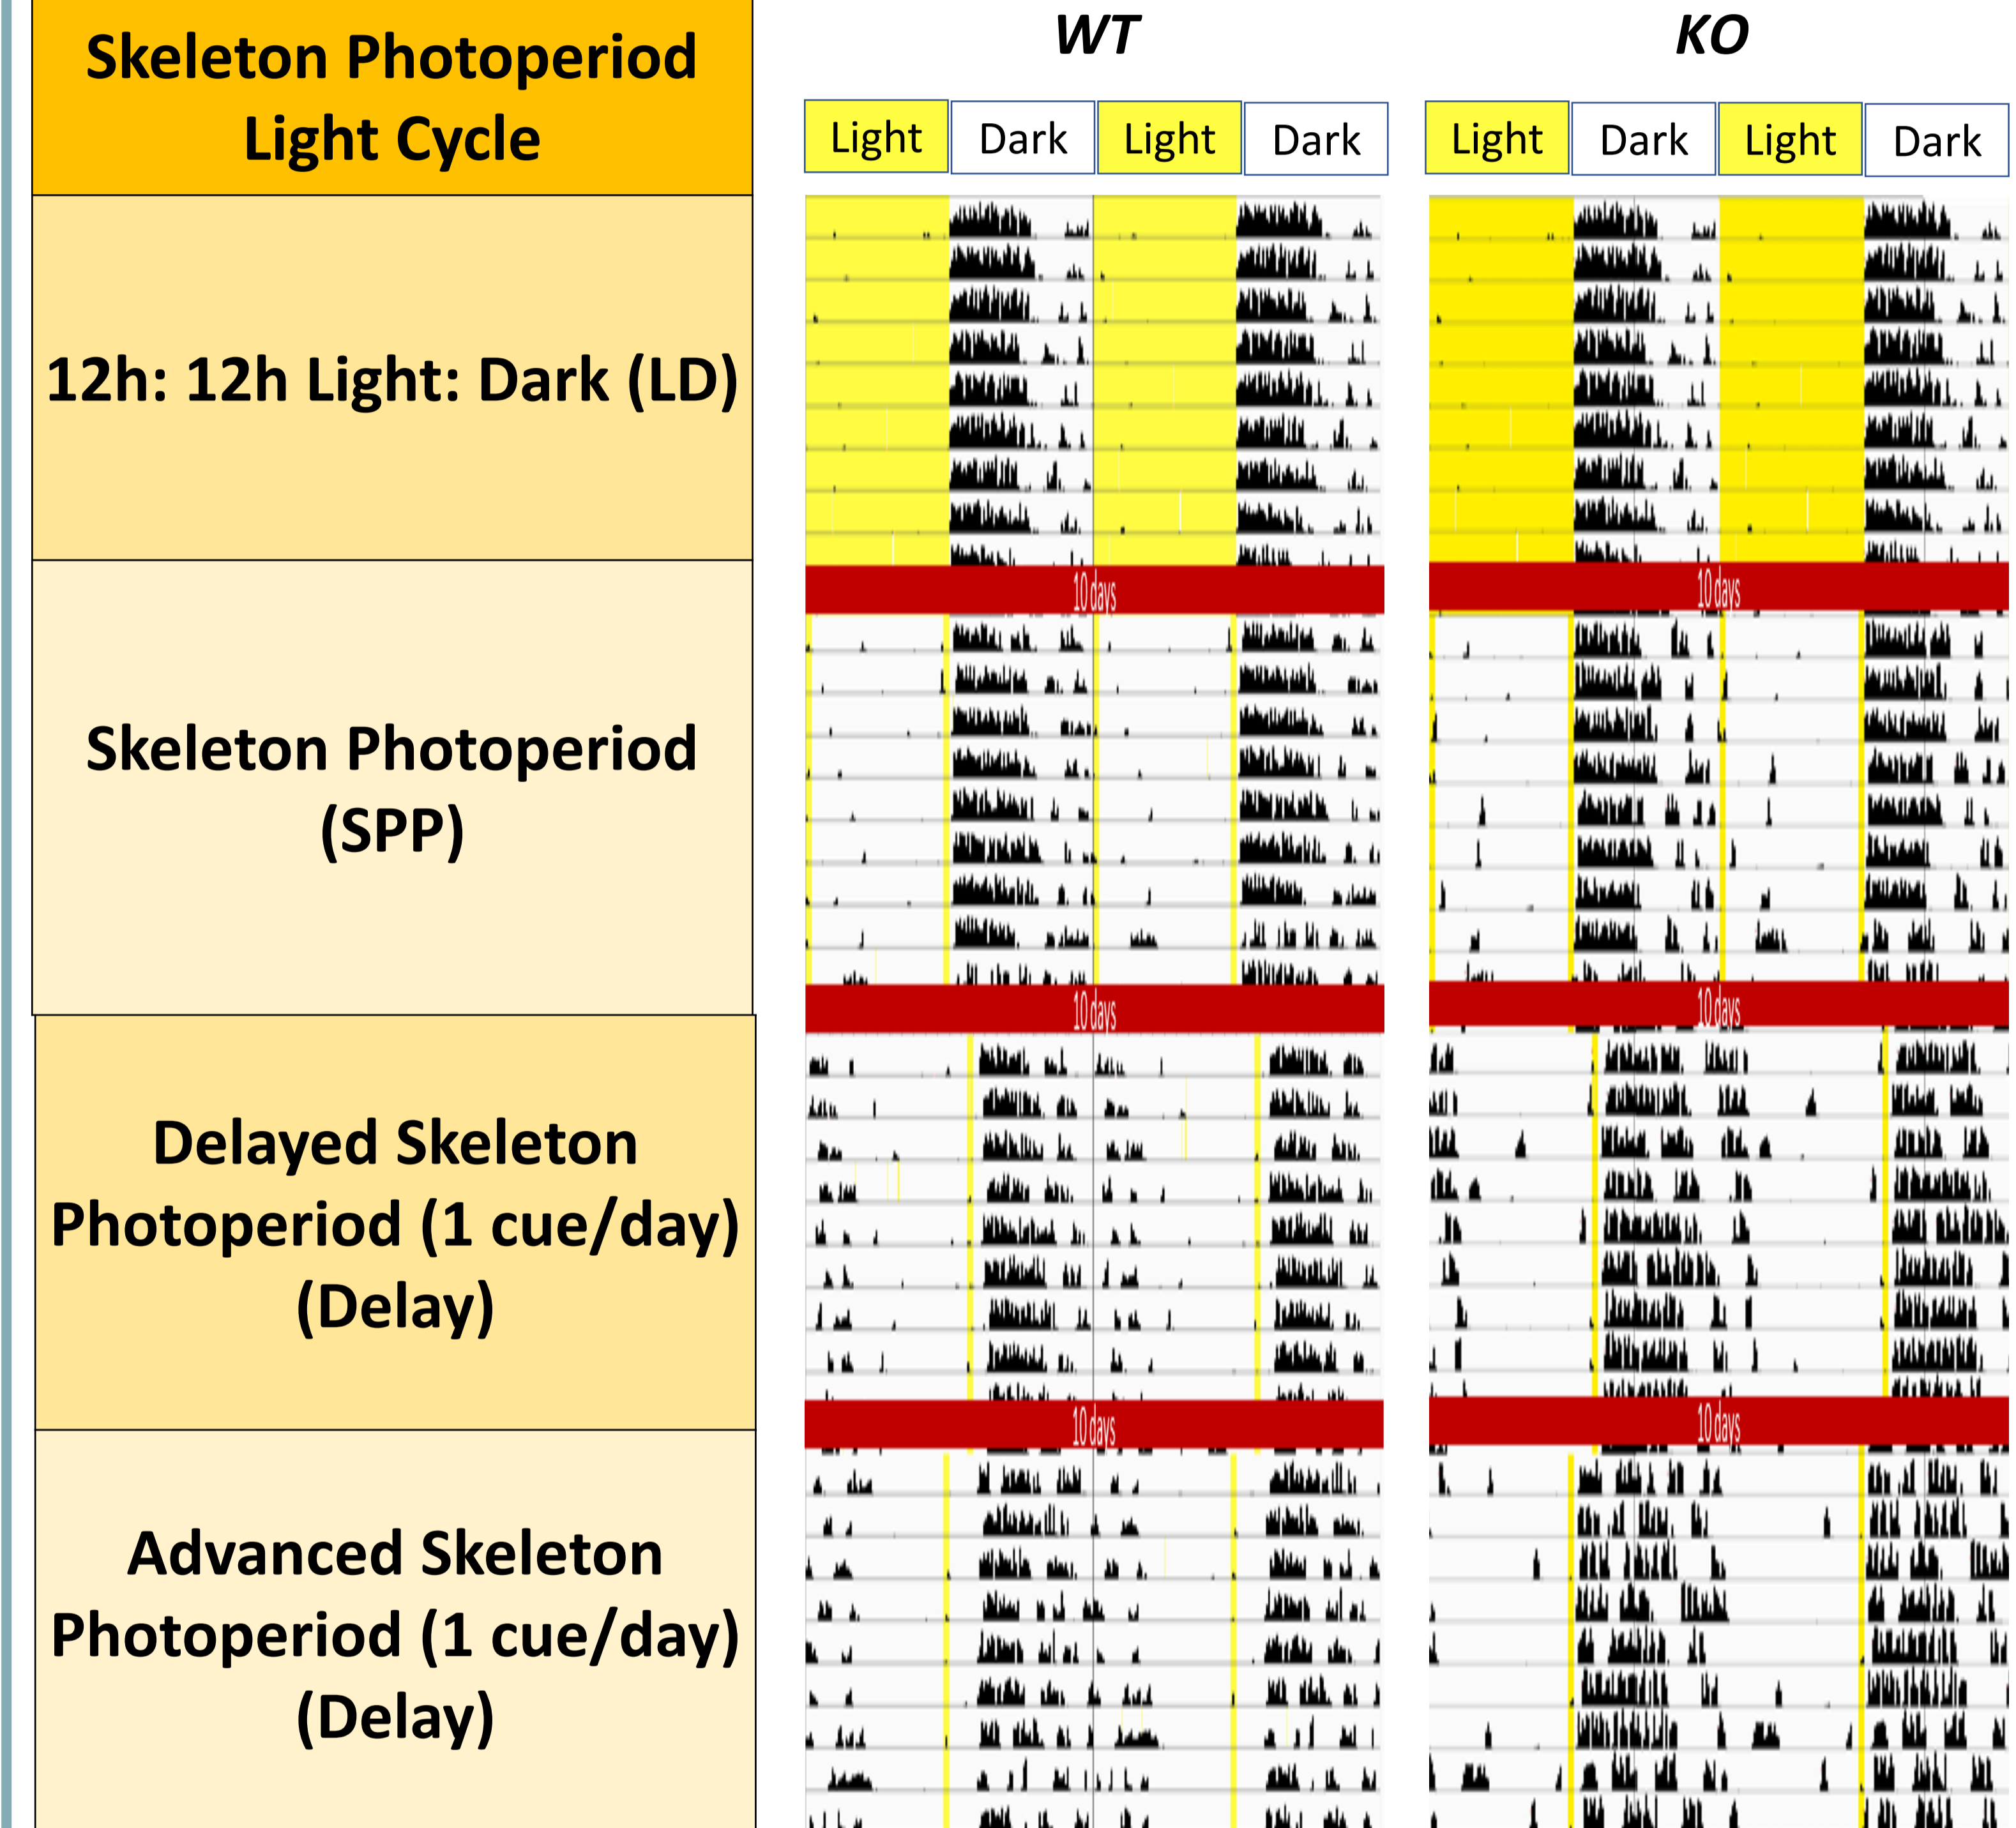 Skeleton Photoperiod
Light Cycle
WT
KO
Light Dark Light Dark
Light Dark Light Dark
12h: 12h Light: Dark (LD)
10 days
10 days
Skeleton Photoperiod
(SPP)
10 days
10 days
Delayed Skeleton
Photoperiod (1 cue/day)
(Delay)
10 days
10 days
Advanced Skeleton
Photoperiod (1 cue/day)
(Delay)